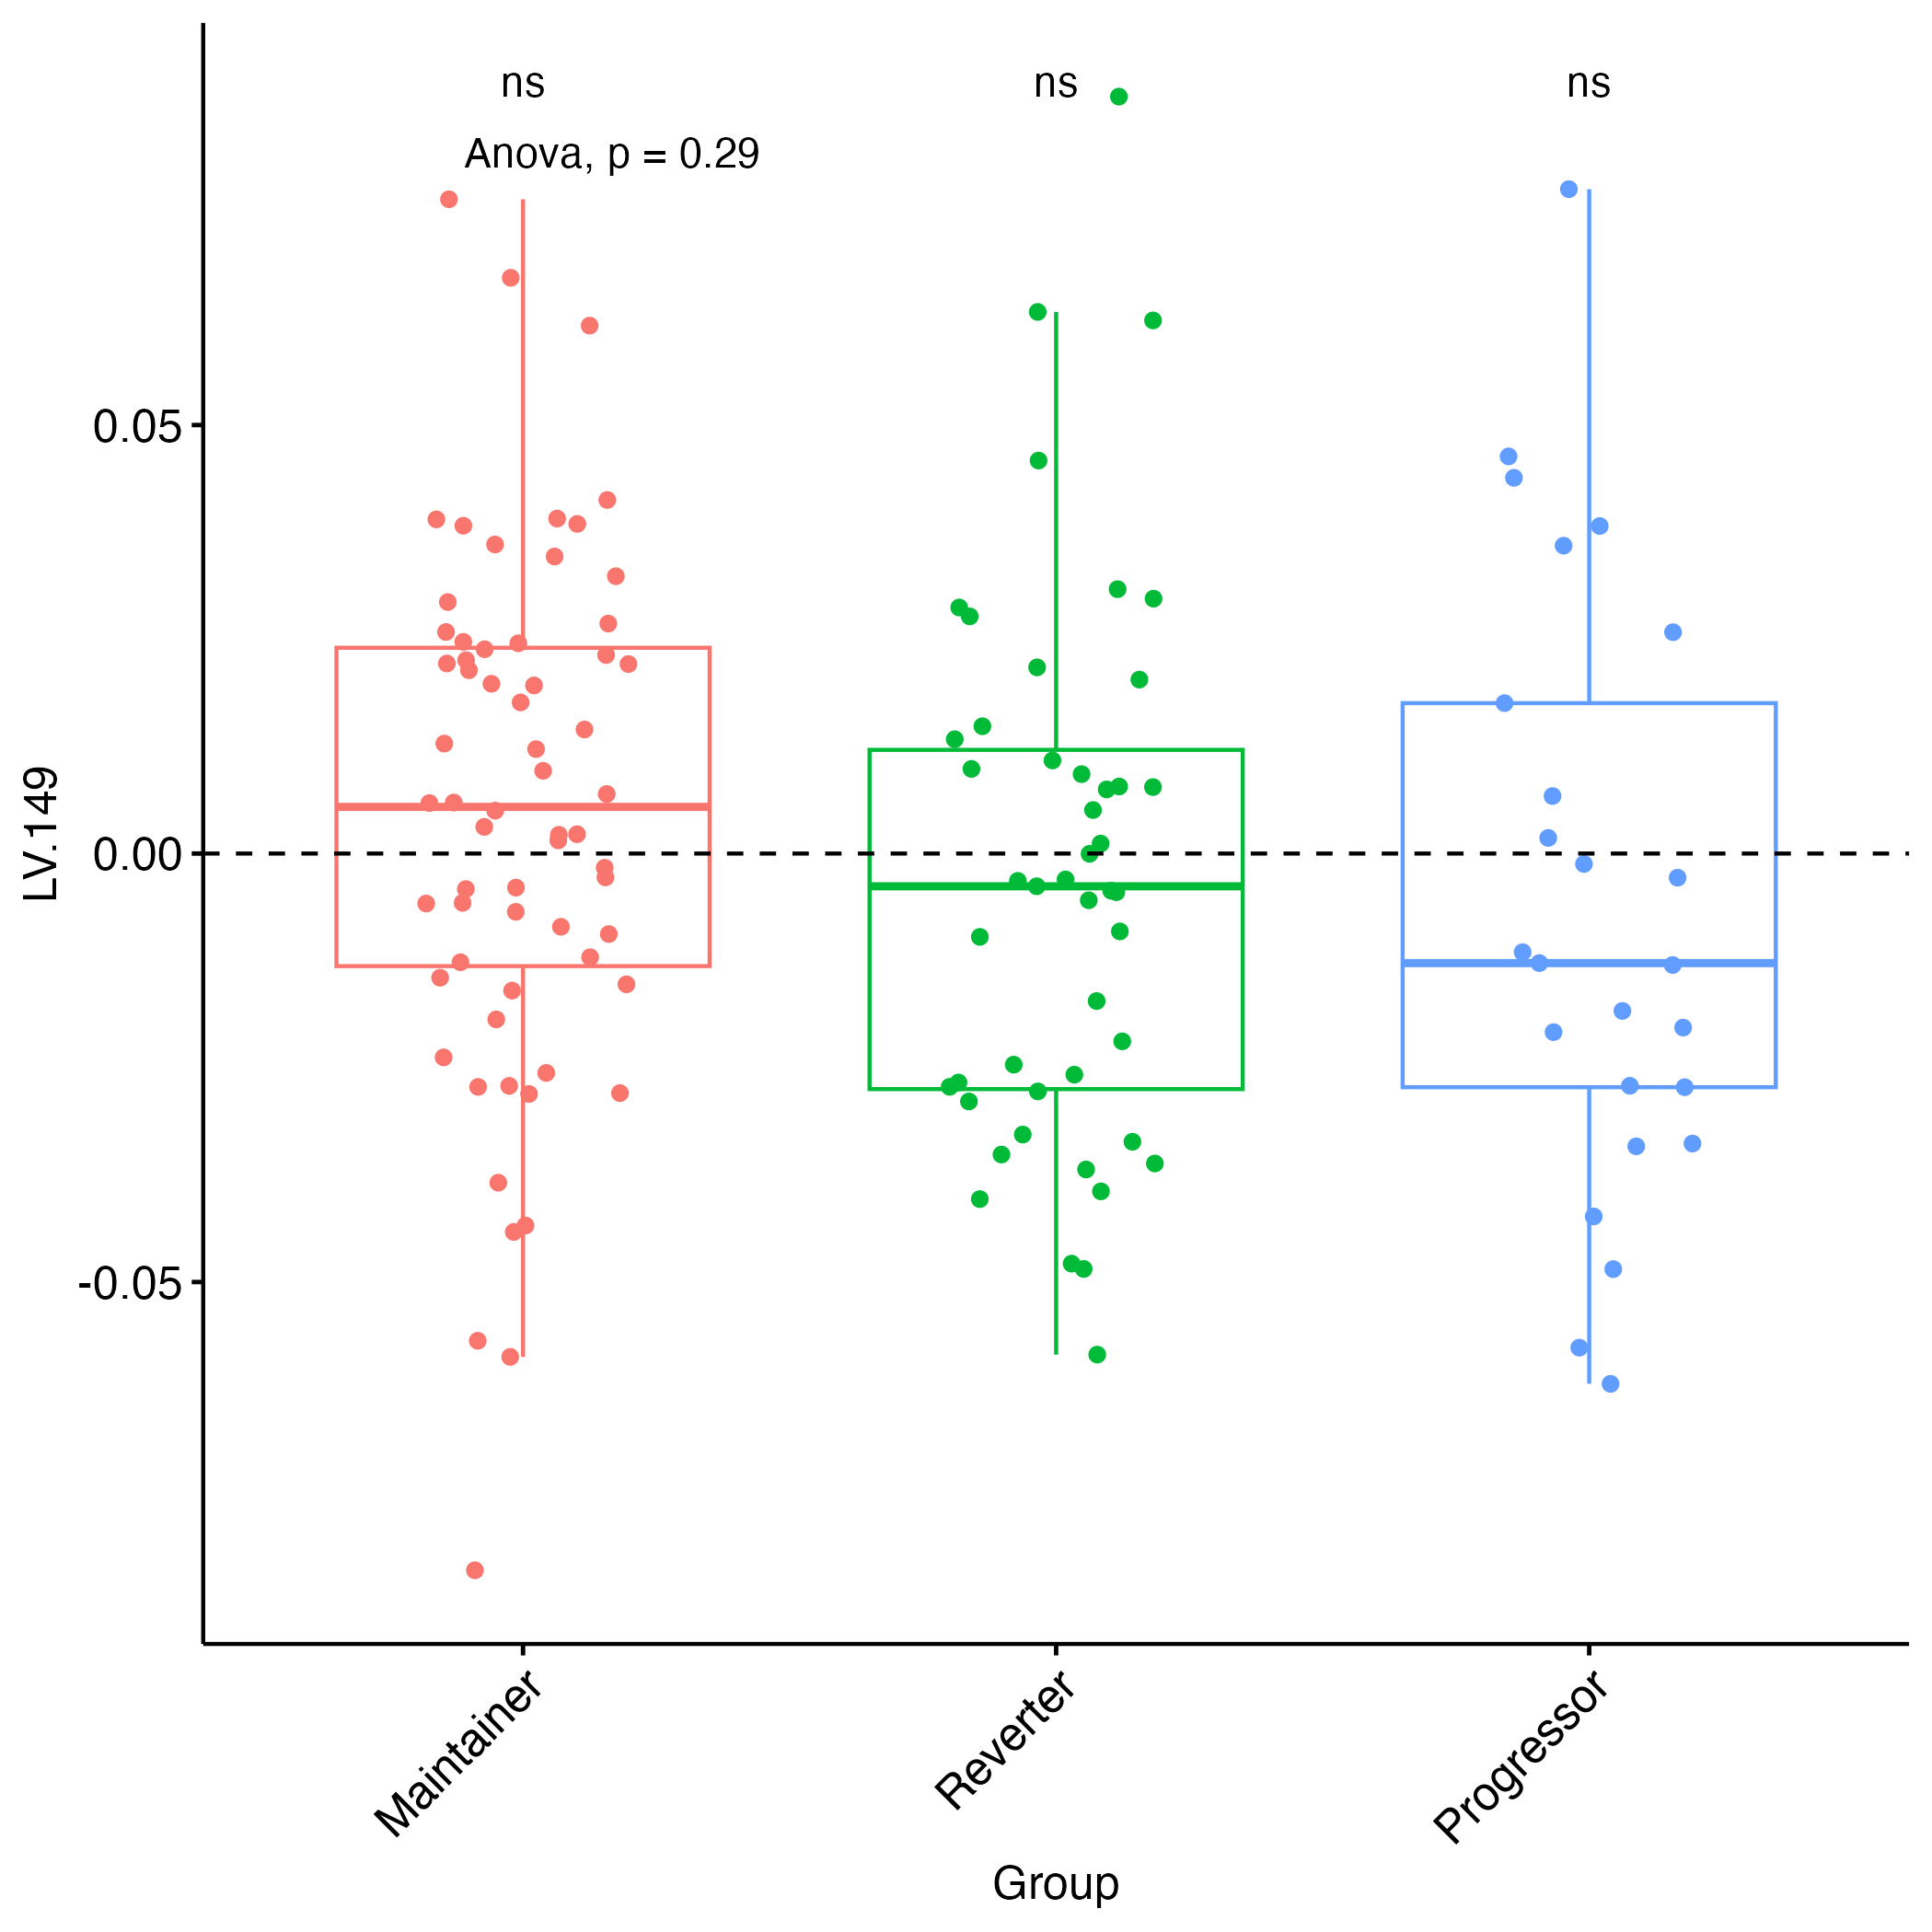 ns
ns
ns
Anova, p = 0.29
0.05
0.00
-0.05
LV.149
Maintainer
Reverter
Progressor
Group